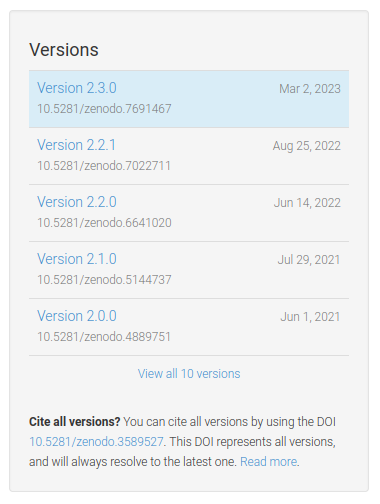 Versions
Version 2.3.0 Mar 2, 2023
10.5281/zenodo.7691467
Version 2.2.1 Aug 25, 2022
10.5281/zenodo.7022711
Version 2.2.0 Jun 14, 2022
10.5281/zenodo.6641020
Version 2.1.0 Jul 29, 2021
10.5281/zenodo.5144737
Version 2.0.0 Jun 1, 2021
10.5281/zenodo.4889751
View all 10 versions
Cite all versions? You can cite all versions by using the DOI
10.5281/zenodo.3589527. This DOI represents all versions,
and will always resolve to the latest one. Read more.